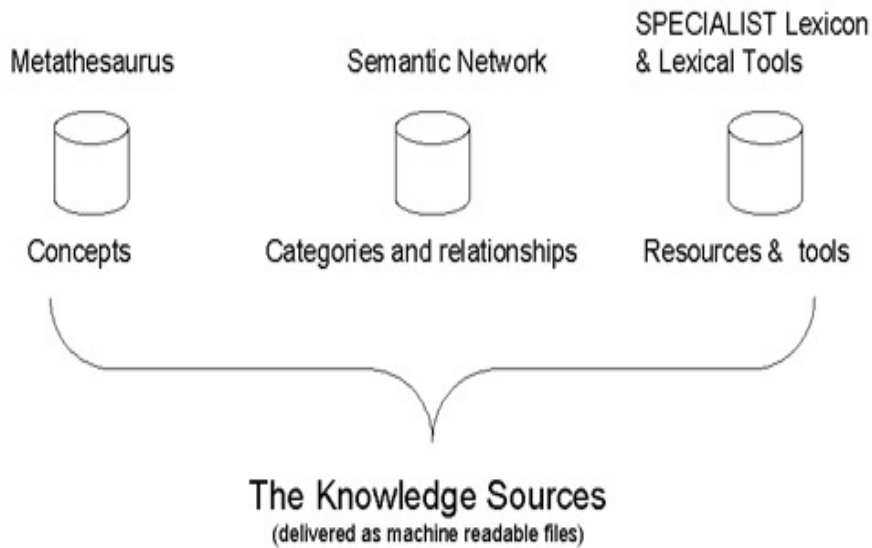 Metathesaurus
Semantic Network
SPECIALIST Lexicon
& Lexical Tools
Concepts
Categories and relationships
Resources & tools
The Knowledge Sources
(delivered as machine readable files)